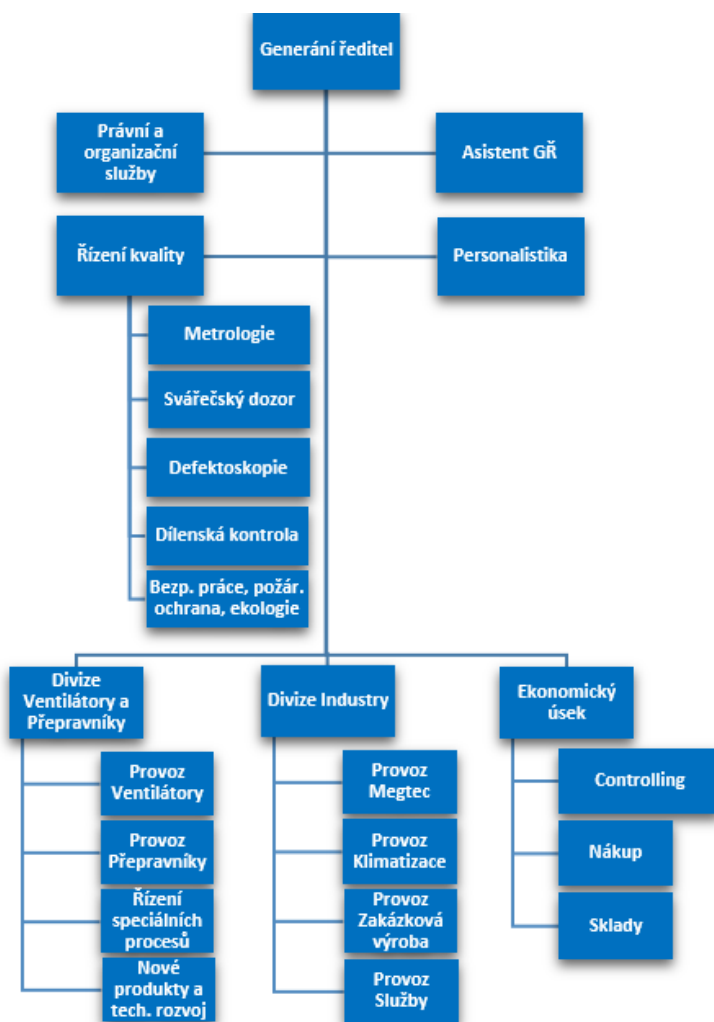 Generání ředitel
Právní a
organizační
služby
Asistent GŘ
Řízení kvality
Personalistika
Metrologie
Svářečský dozor
Defektoskopie
Dílenská kontrola
Bezp. práce, požár.
ochrana, ekologie
Divize
Ventilátory a
Přepravníky
Provoz
Ventilátory
Provoz
Přepravníky
Řízení
speciálních
procesů
Nové
produkty a
tech. rozvoj
Divize Industry
Provoz
Megtec
Provoz
Klimatizace
Provoz
Zakázková
výroba
Provoz
Služby
Ekonomický
úsek
Controlling
Nákup
Sklady